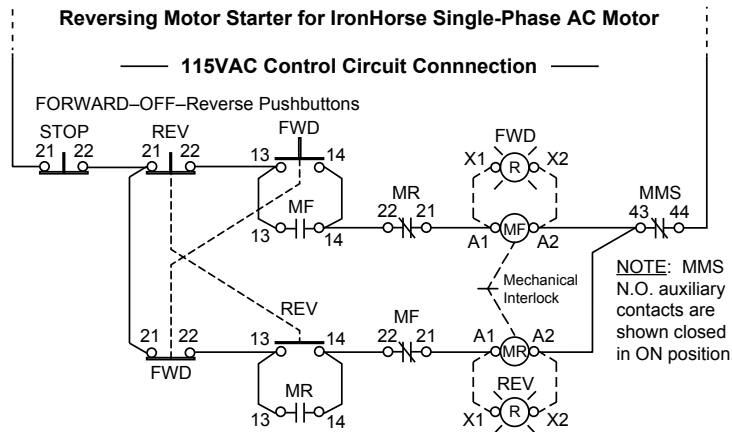 Reversing Motor Starter for IronHorse Single-Phase AC Motor
115VAC Control Circuit Connnection
FORWARD–OFF–Reverse Pushbuttons
STOP REV FWD FWD
21 22 21 22 13 14 X1 R X2
MF MR MMS
13 14 22 21 A1 MF A2 43 44
Mechanical
Interlock
NOTE: MMS
N.O. auxiliary
contacts are
shown closed
in ON position
REV MF
21 22 13 14 22 21 A1 MR A2
FWD
MR REV
13 14 X1 R X2